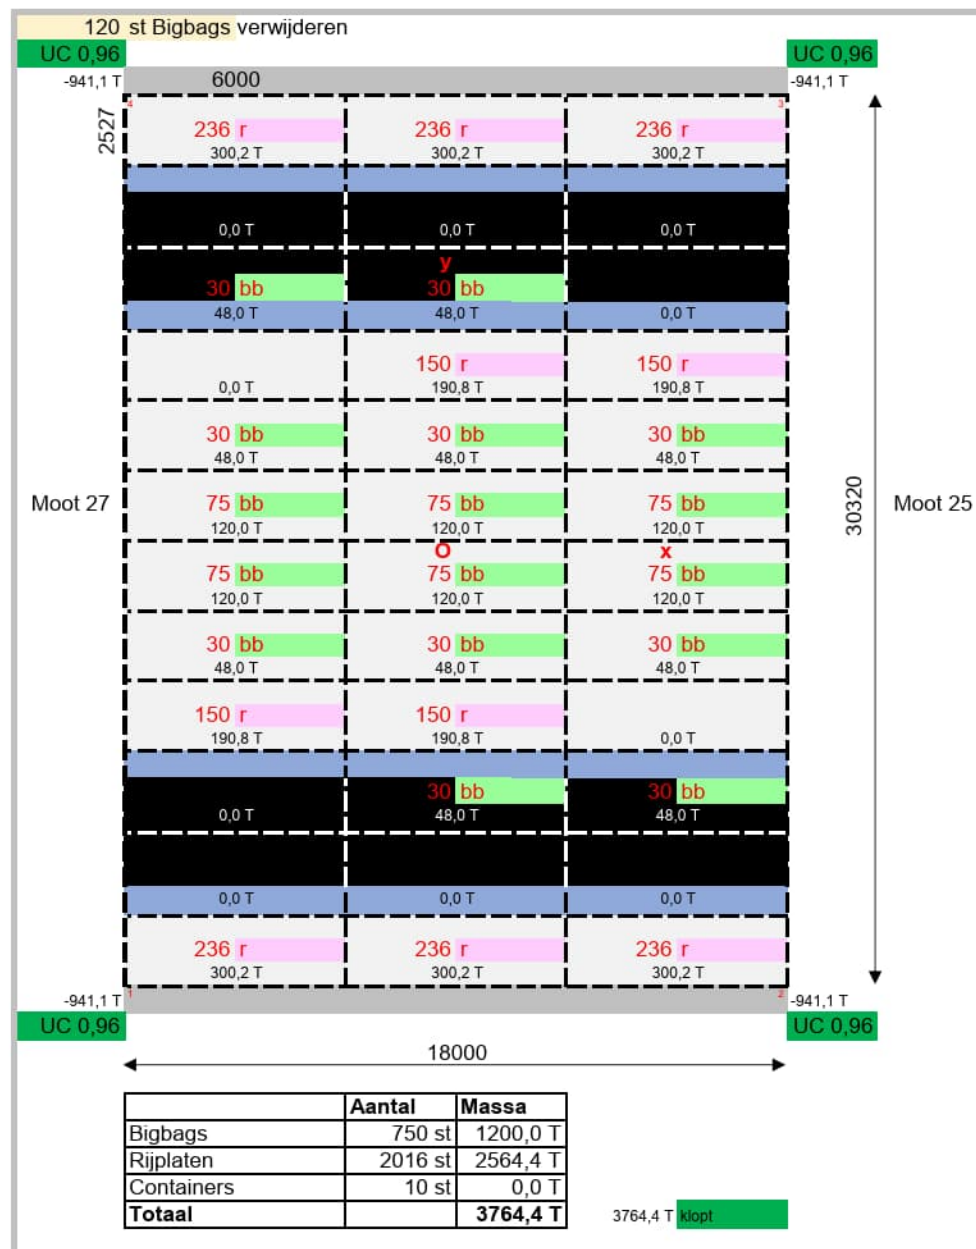 120 st Bigbags verwijderen
UC 0,96 UC 0,96
-941,1 T 6000 -941,1 T
4 3
2527
236 r 236 r 236 r
300,2 T 300,2 T 300,2 T
0,0 T 0,0 T 0,0 T
y
30 bb 30 bb
48,0 T 48,0 T 0,0 T
150 r 150 r
0,0 T 190,8 T 190,8 T
30 bb 30 bb 30 bb
48,0 T 48,0 T 48,0 T
Moot 27 75 bb 75 bb 75 bb 30320 Moot 25
120,0 T 120,0 T 120,0 T
O x
75 bb 75 bb 75 bb
120,0 T 120,0 T 120,0 T
30 bb 30 bb 30 bb
48,0 T 48,0 T 48,0 T
150 r 150 r
190,8 T 190,8 T 0,0 T
30 bb 30 bb
0,0 T 48,0 T 48,0 T
0,0 T 0,0 T 0,0 T
236 r 236 r 236 r
300,2 T 300,2 T 300,2 T
1 2
-941,1 T -941,1 T
UC 0,96 UC 0,96
18000
Aantal Massa
Bigbags 750 st 1200,0 T
Rijplaten 2016 st 2564,4 T
Containers 10 st 0,0 T
Totaal 3764,4 T 3764,4 T klopt